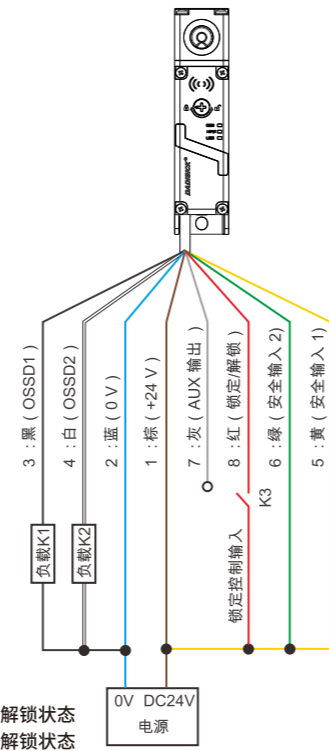 DADISICK®
3：黑（OSSD1）
4：白（OSSD2）
2：蓝（0 V）
1：棕（+24 V）
7：灰（AUX 输出）
8：红（锁定/解锁）
6：绿（安全输入 2）
5：黄（安全输入 1）
负载K1
负载K2
锁定控制输入
K3
0V DC24V
电源
解锁状态
解锁状态